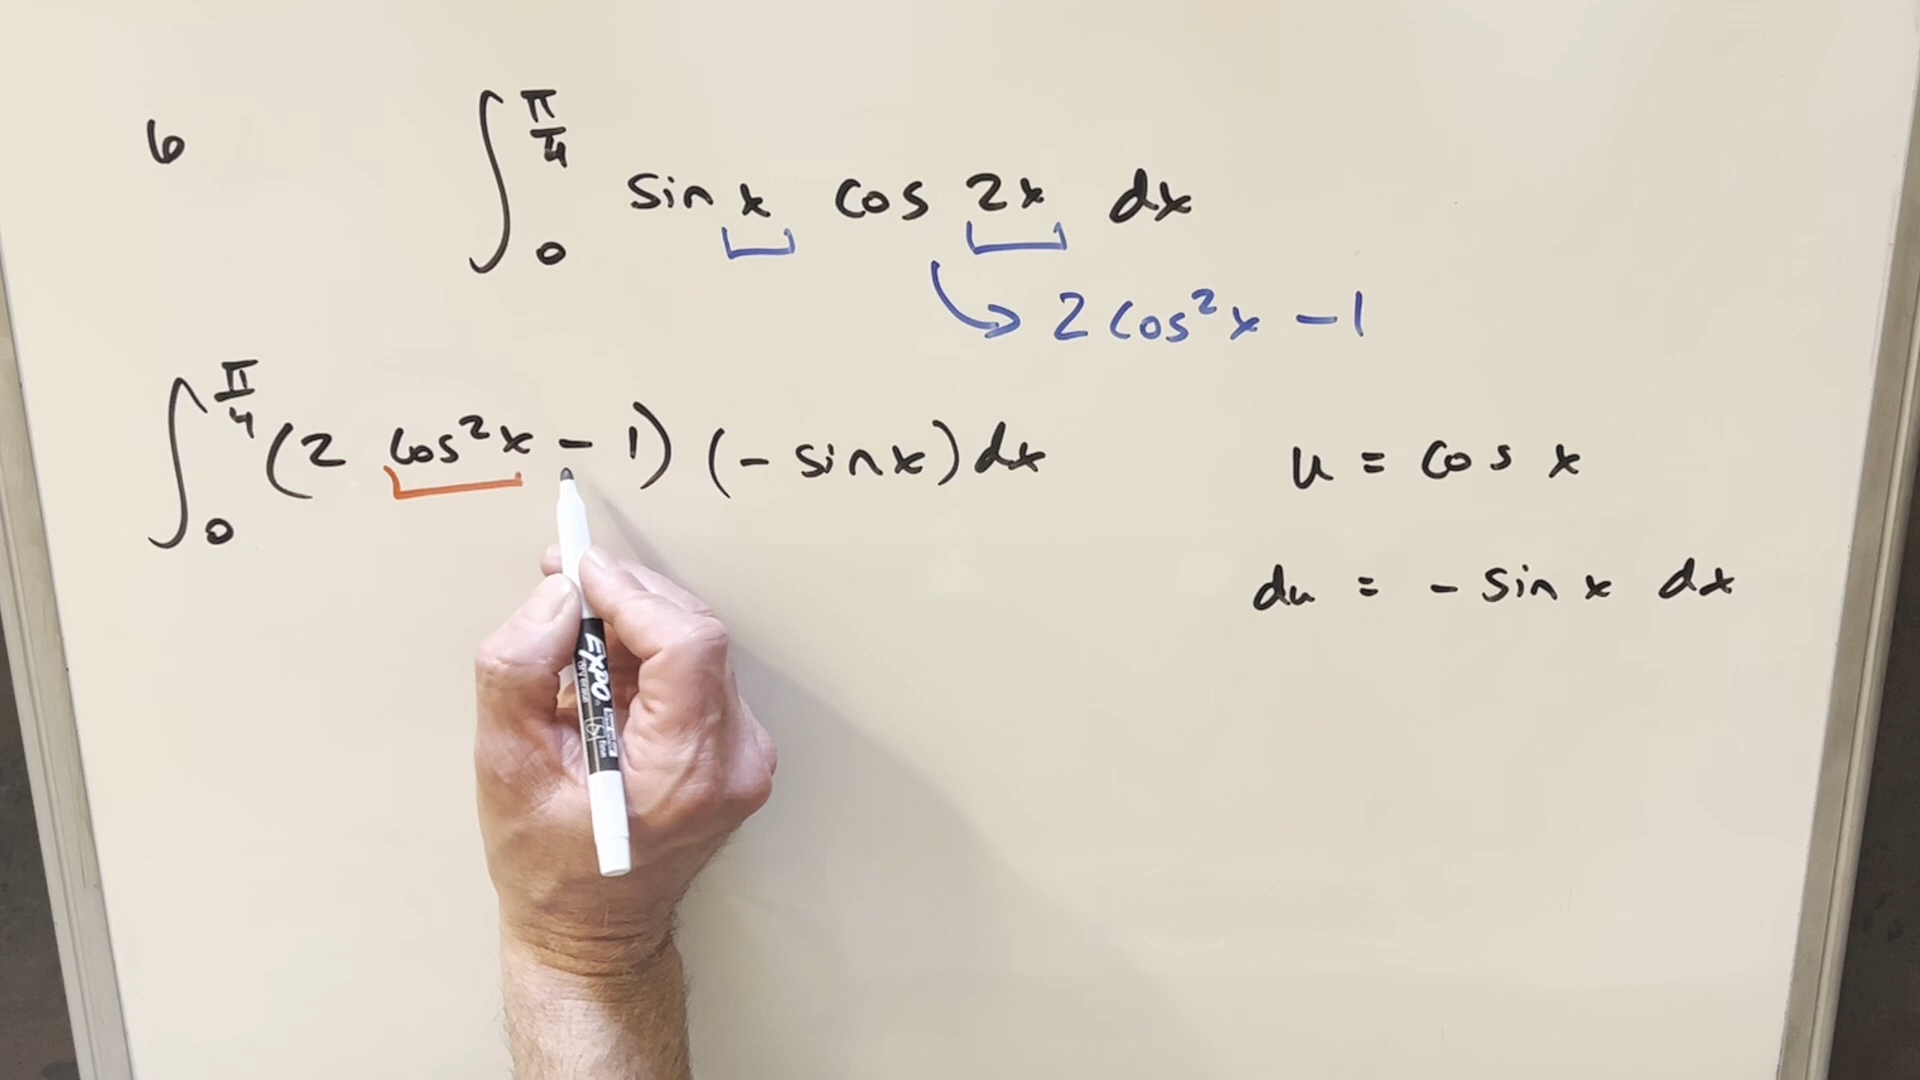 6
∫₀^(π/4) sin x cos 2x dx
2 cos²x - 1
∫₀^(π/4) (2 cos²x - 1) (- sin x) dx
u = cos x
du = - sin x dx
EXPO